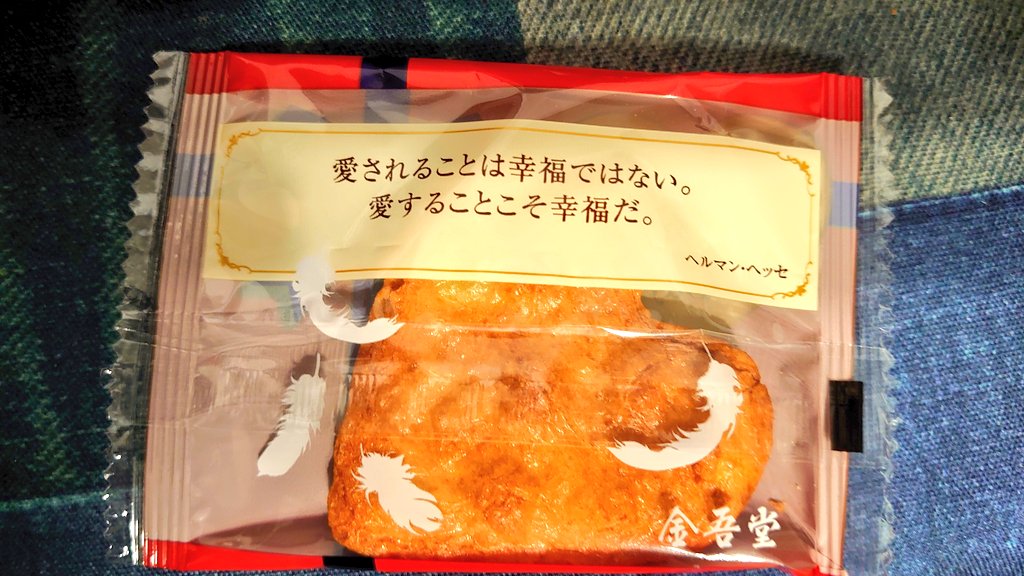 愛されることは幸福ではない。
愛することこそ幸福だ。
ヘルマン・ヘッセ
金吾堂